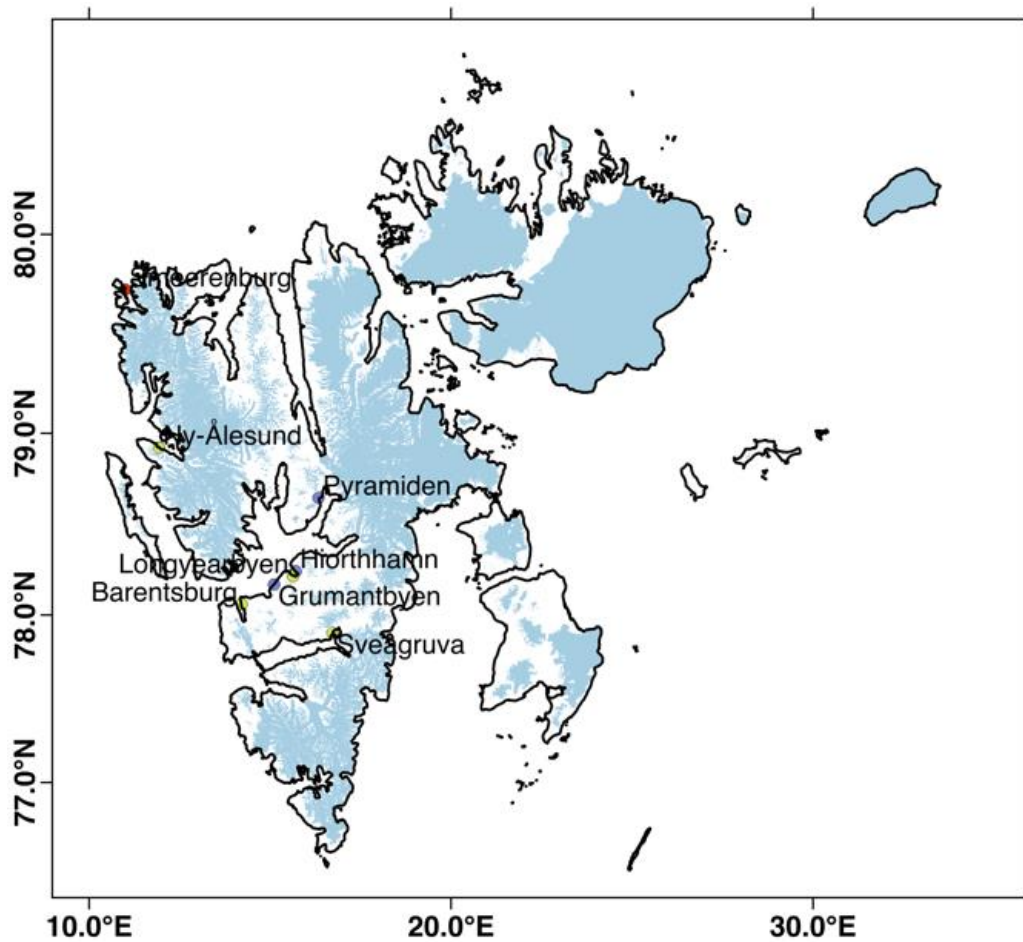 80.0°N
Smeerenburg
79.0°N
Ny-Ålesund
Pyramiden
Longyearbyen
Hiorthhamn
Barentsburg
Grumantbyen
78.0°N
Sveagruva
77.0°N
10.0°E
20.0°E
30.0°E